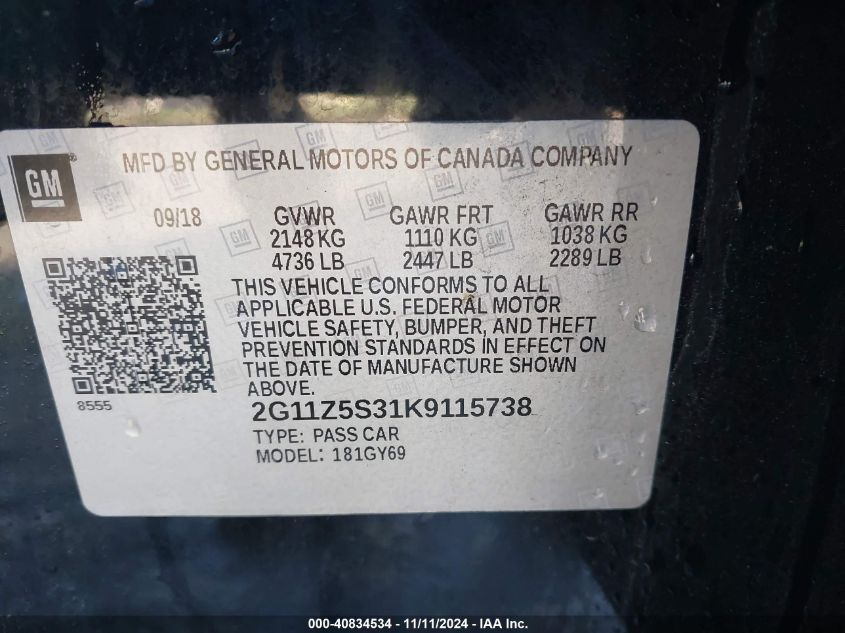 GM ®
MFD BY GENERAL MOTORS OF CANADA COMPANY
09/18 GVWR GAWR FRT GAWR RR
2148 KG 1110 KG 1038 KG
4736 LB 2447 LB 2289 LB
THIS VEHICLE CONFORMS TO ALL
APPLICABLE U.S. FEDERAL MOTOR
VEHICLE SAFETY, BUMPER, AND THEFT
PREVENTION STANDARDS IN EFFECT ON
THE DATE OF MANUFACTURE SHOWN
ABOVE.
8555
2G11Z5S31K9115738
TYPE: PASS CAR
MODEL: 181GY69
000-40834534 - 11/11/2024 - IAA Inc.